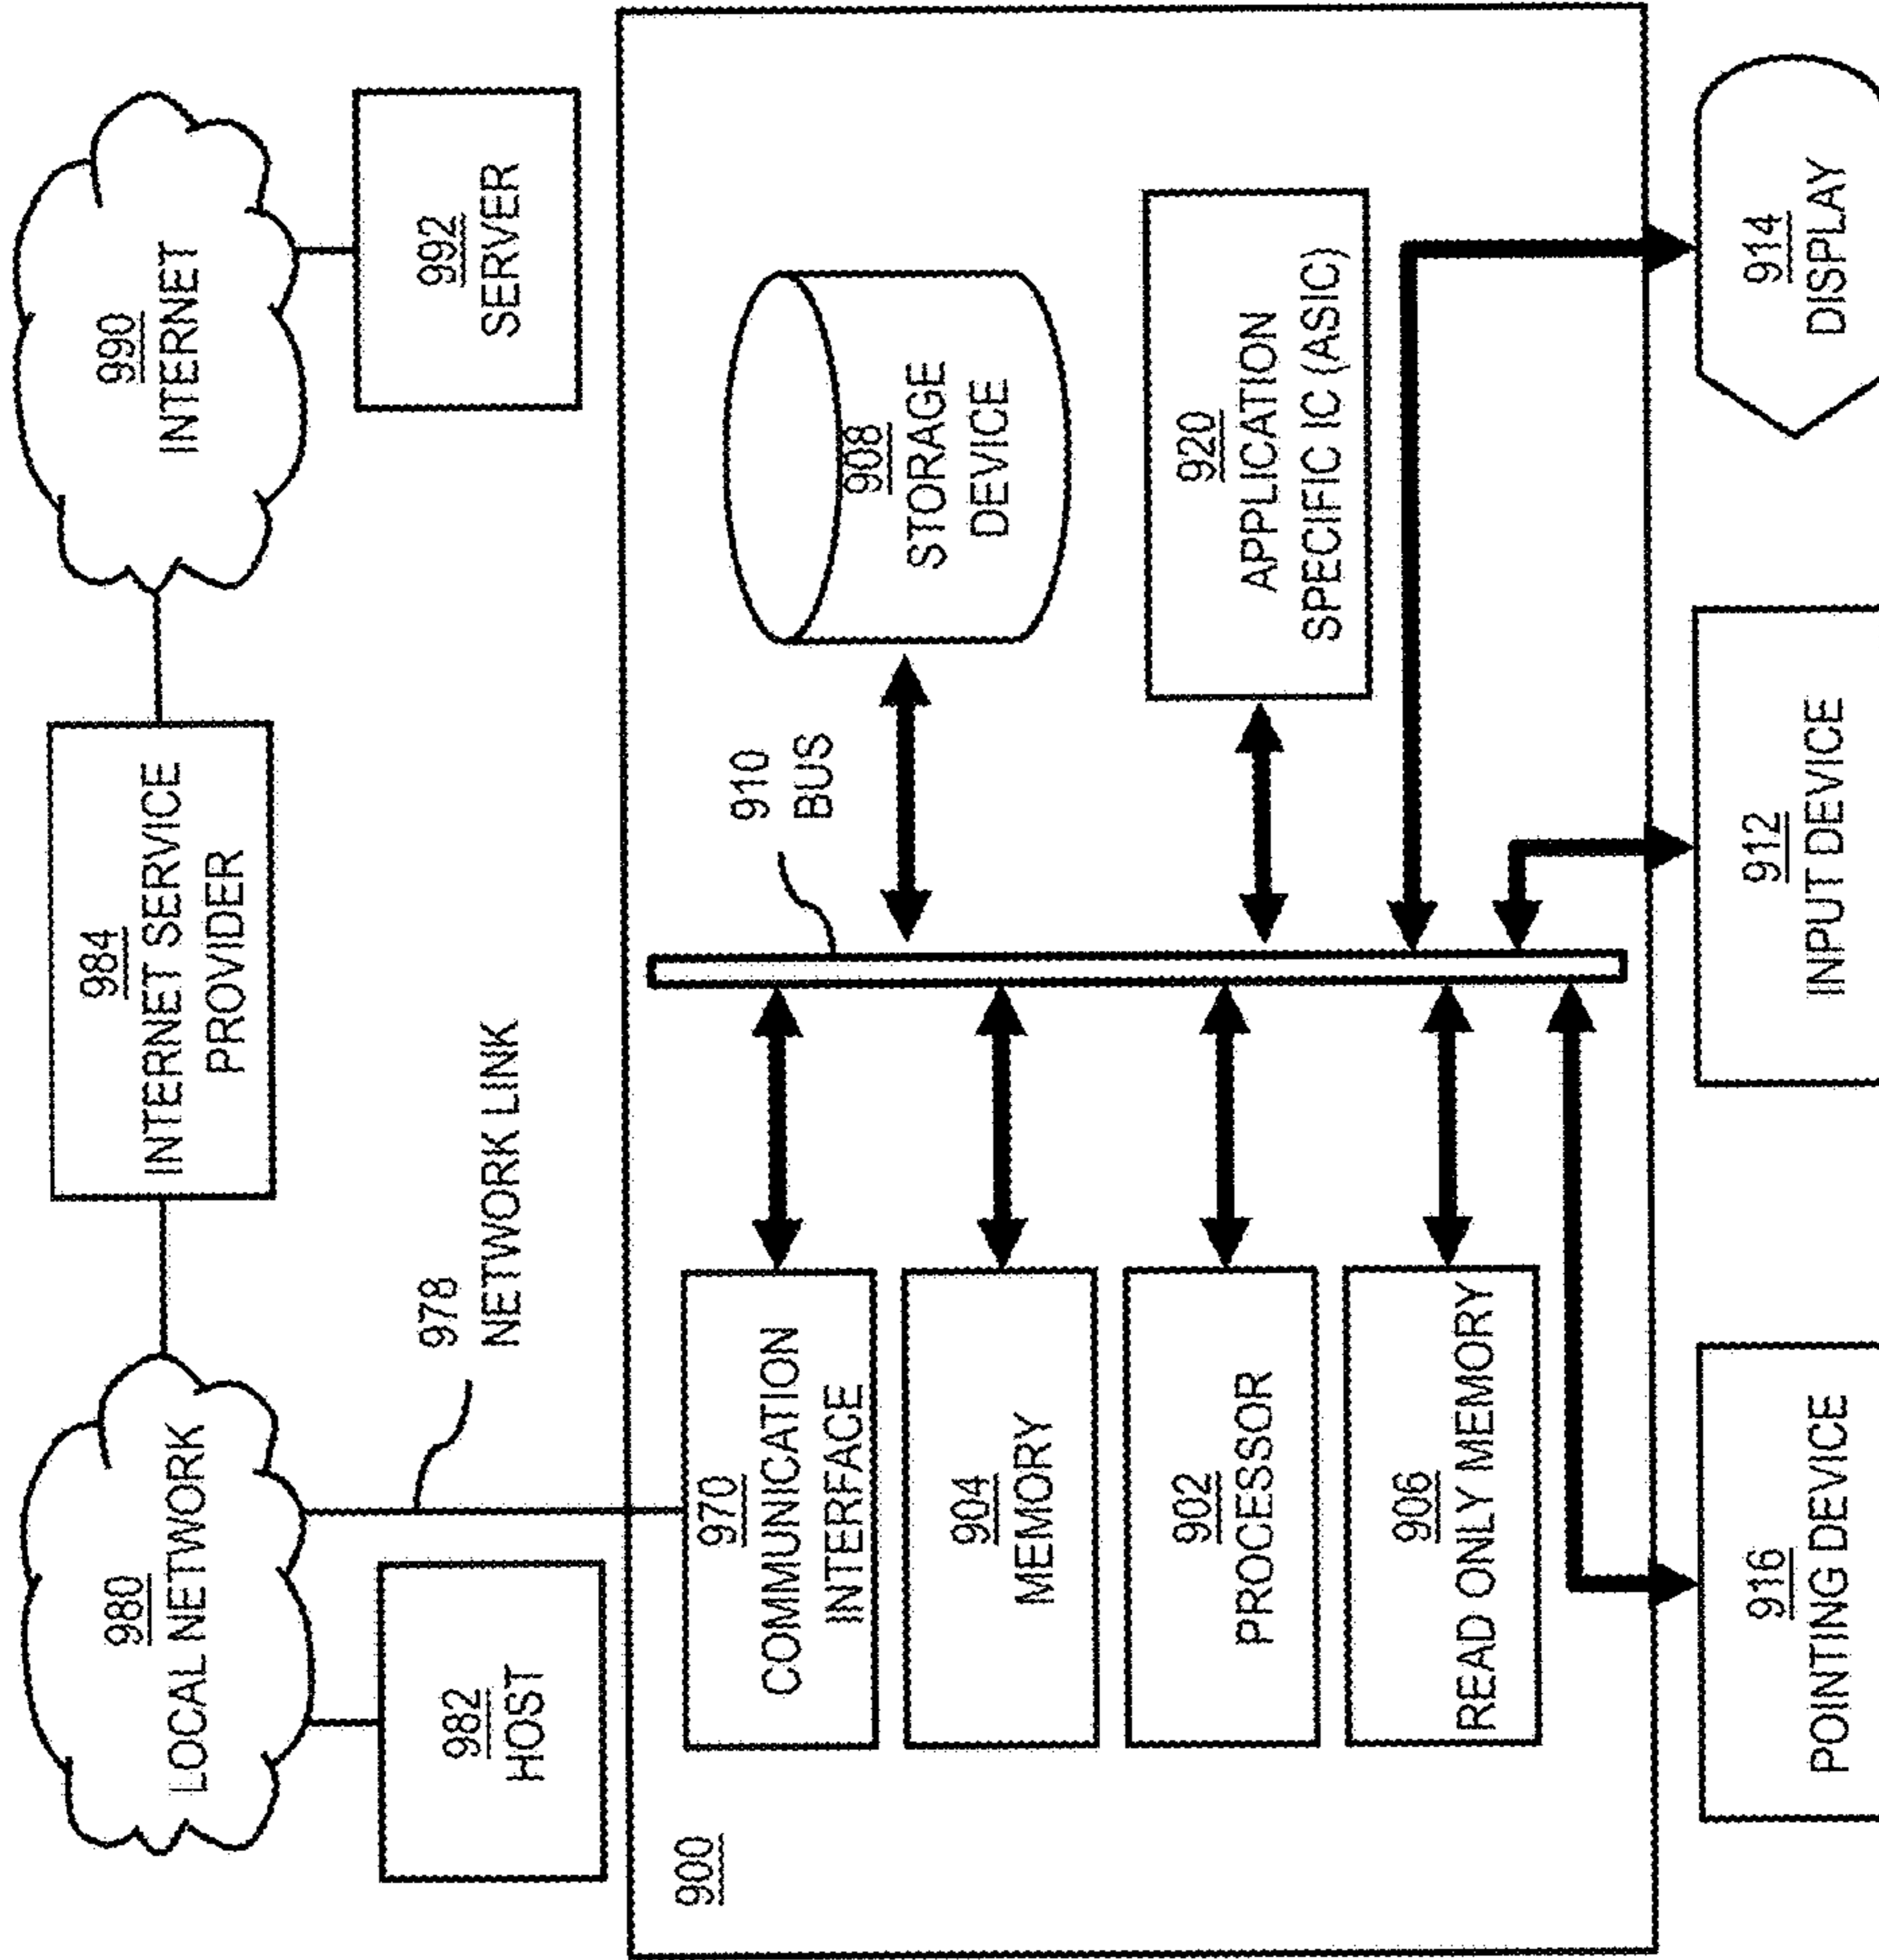 980
LOCAL NETWORK
984
INTERNET SERVICE
PROVIDER
990
INTERNET
982
HOST
978
NETWORK LINK
992
SERVER
900
970
COMMUNICATION
INTERFACE
910
BUS
908
STORAGE
DEVICE
904
MEMORY
902
PROCESSOR
920
APPLICATION
SPECIFIC IC (ASIC)
906
READ ONLY MEMORY
916
POINTING DEVICE
912
INPUT DEVICE
914
DISPLAY